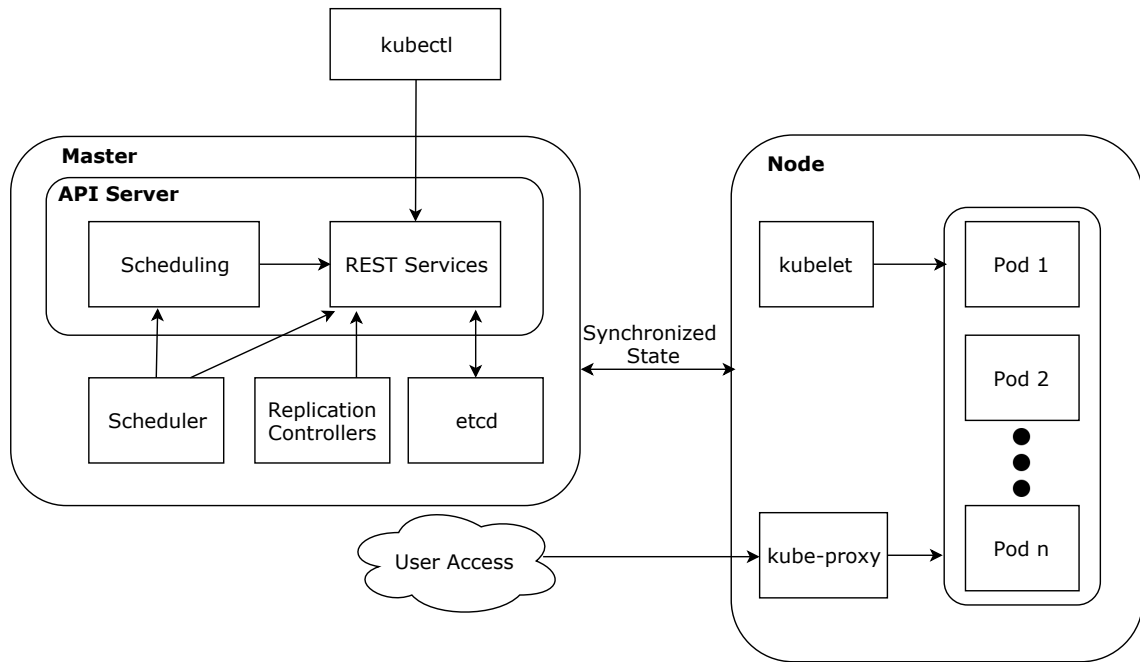 kubectl
Master
API Server
Scheduling
REST Services
Scheduler
Replication
Controllers
etcd
Synchronized
State
User Access
Node
kubelet
Pod 1
Pod 2
kube-proxy
Pod n